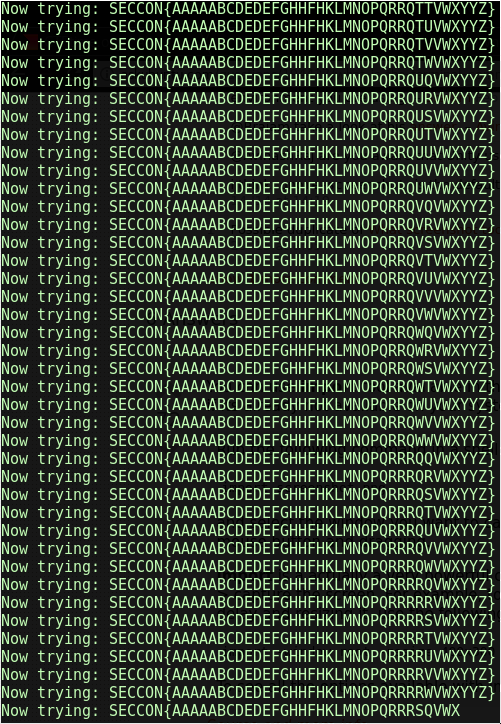 Now trying: SECCON{AAAAABCDEDEFGHHFHKLMNOPQRRQTTVWXYYZ}
Now trying: SECCON{AAAAABCDEDEFGHHFHKLMNOPQRRQTUVWXYYZ}
Now trying: SECCON{AAAAABCDEDEFGHHFHKLMNOPQRRQTVVWXYYZ}
Now trying: SECCON{AAAAABCDEDEFGHHFHKLMNOPQRRQTWVWXYYZ}
Now trying: SECCON{AAAAABCDEDEFGHHFHKLMNOPQRRQUQVWXYYZ}
Now trying: SECCON{AAAAABCDEDEFGHHFHKLMNOPQRRQURVWXYYZ}
Now trying: SECCON{AAAAABCDEDEFGHHFHKLMNOPQRRQUSVWXYYZ}
Now trying: SECCON{AAAAABCDEDEFGHHFHKLMNOPQRRQUTVWXYYZ}
Now trying: SECCON{AAAAABCDEDEFGHHFHKLMNOPQRRQUUVWXYYZ}
Now trying: SECCON{AAAAABCDEDEFGHHFHKLMNOPQRRQUVVWXYYZ}
Now trying: SECCON{AAAAABCDEDEFGHHFHKLMNOPQRRQUWVWXYYZ}
Now trying: SECCON{AAAAABCDEDEFGHHFHKLMNOPQRRQVQVWXYYZ}
Now trying: SECCON{AAAAABCDEDEFGHHFHKLMNOPQRRQVRVWXYYZ}
Now trying: SECCON{AAAAABCDEDEFGHHFHKLMNOPQRRQVSVWXYYZ}
Now trying: SECCON{AAAAABCDEDEFGHHFHKLMNOPQRRQVTVWXYYZ}
Now trying: SECCON{AAAAABCDEDEFGHHFHKLMNOPQRRQVUVWXYYZ}
Now trying: SECCON{AAAAABCDEDEFGHHFHKLMNOPQRRQVVVWXYYZ}
Now trying: SECCON{AAAAABCDEDEFGHHFHKLMNOPQRRQVWVWXYYZ}
Now trying: SECCON{AAAAABCDEDEFGHHFHKLMNOPQRRQWQVWXYYZ}
Now trying: SECCON{AAAAABCDEDEFGHHFHKLMNOPQRRQWRVWXYYZ}
Now trying: SECCON{AAAAABCDEDEFGHHFHKLMNOPQRRQWSVWXYYZ}
Now trying: SECCON{AAAAABCDEDEFGHHFHKLMNOPQRRQWTVWXYYZ}
Now trying: SECCON{AAAAABCDEDEFGHHFHKLMNOPQRRQWUVWXYYZ}
Now trying: SECCON{AAAAABCDEDEFGHHFHKLMNOPQRRQWVVWXYYZ}
Now trying: SECCON{AAAAABCDEDEFGHHFHKLMNOPQRRQWWVWXYYZ}
Now trying: SECCON{AAAAABCDEDEFGHHFHKLMNOPQRRRQQVWXYYZ}
Now trying: SECCON{AAAAABCDEDEFGHHFHKLMNOPQRRRQRVWXYYZ}
Now trying: SECCON{AAAAABCDEDEFGHHFHKLMNOPQRRRQSVWXYYZ}
Now trying: SECCON{AAAAABCDEDEFGHHFHKLMNOPQRRRQTVWXYYZ}
Now trying: SECCON{AAAAABCDEDEFGHHFHKLMNOPQRRRQUVWXYYZ}
Now trying: SECCON{AAAAABCDEDEFGHHFHKLMNOPQRRRQVVWXYYZ}
Now trying: SECCON{AAAAABCDEDEFGHHFHKLMNOPQRRRQWVWXYYZ}
Now trying: SECCON{AAAAABCDEDEFGHHFHKLMNOPQRRRRQVWXYYZ}
Now trying: SECCON{AAAAABCDEDEFGHHFHKLMNOPQRRRRRVWXYYZ}
Now trying: SECCON{AAAAABCDEDEFGHHFHKLMNOPQRRRRSVWXYYZ}
Now trying: SECCON{AAAAABCDEDEFGHHFHKLMNOPQRRRRTVWXYYZ}
Now trying: SECCON{AAAAABCDEDEFGHHFHKLMNOPQRRRRUVWXYYZ}
Now trying: SECCON{AAAAABCDEDEFGHHFHKLMNOPQRRRRVVWXYYZ}
Now trying: SECCON{AAAAABCDEDEFGHHFHKLMNOPQRRRRWVWXYYZ}
Now trying: SECCON{AAAAABCDEDEFGHHFHKLMNOPQRRRSQVWX